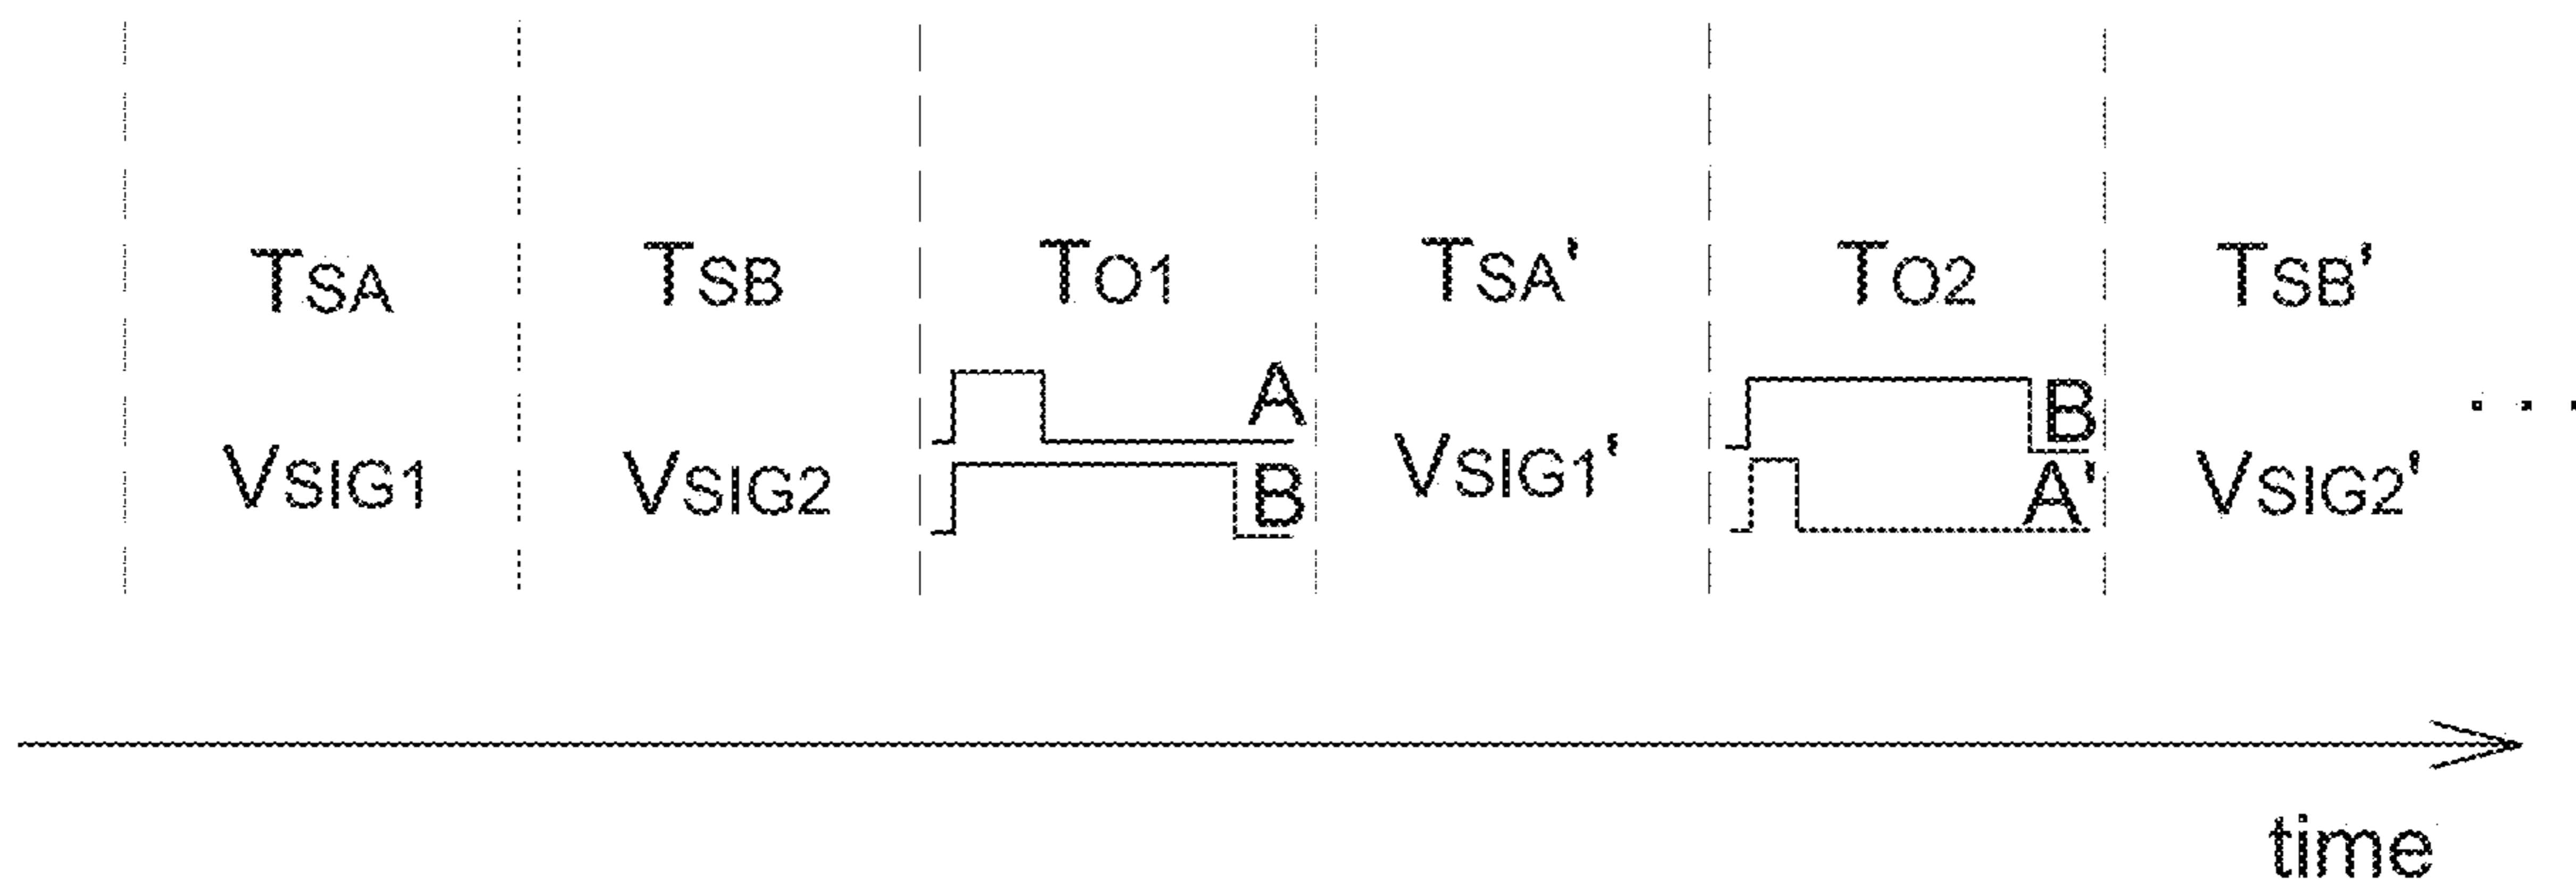 TSA TSB TO1 TSA' TO2 TSB'
A B
VSIG1 VSIG2 B VSIG1' A' VSIG2' . . .
time